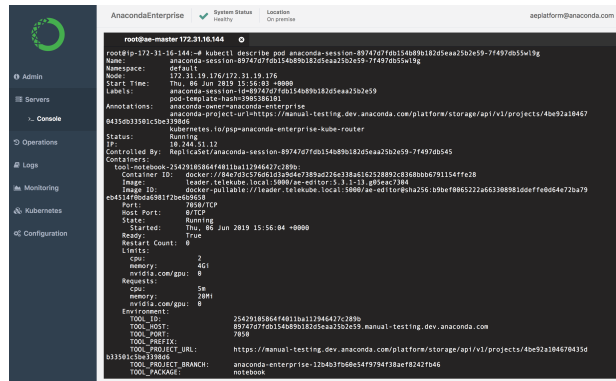 AnacondaEnterprise
System Status
Healthy
Location
On premise
aeplatform@anaconda.com
Admin
Servers
Console
Operations
Logs
Monitoring
Kubernetes
Configuration
root@ae-master 172.31.16.144
root@ip-172-31-16-144:~# kubectl describe pod anaconda-session-89747d7fdb154b89b182d5eaa25b2e59-7f497db55wl9g
Name: anaconda-session-89747d7fdb154b89b182d5eaa25b2e59-7f497db55wl9g
Namespace: default
Node: 172.31.19.176/172.31.19.176
Start Time: Thu, 06 Jun 2019 15:56:03 +0000
Labels: anaconda-session-id=89747d7fdb154b89b182d5eaa25b2e59
pod-template-hash=3905386101
Annotations: anaconda-owner=anaconda-enterprise
anaconda-project-url=https://manual-testing.dev.anaconda.com/platform/storage/api/v1/projects/4be92a10467
0435db33501c5be3398d6
kubernetes.io/psp=anaconda-enterprise-kube-router
Status: Running
IP: 10.244.51.12
Controlled By: ReplicaSet/anaconda-session-89747d7fdb154b89b182d5eaa25b2e59-7f497db545
Containers:
tool-notebook-25429105864f4011ba112946427c289b:
Container ID: docker://84e7d3c576d61d3a9d4e7389ad226e338a6162528892c8368bbb6791154ffe28
Image: leader.telekube.local:5000/ae-editor:5.3.1-13.g05eac7304
Image ID: docker-pullable://leader.telekube.local:5000/ae-editor@sha256:b9bef0065222a663308981ddeffe0d64e72ba79
eb4514f0bda6981f2be6b9658
Port: 7050/TCP
Host Port: 0/TCP
State: Running
Started: Thu, 06 Jun 2019 15:56:04 +0000
Ready: True
Restart Count: 0
Limits:
cpu: 2
memory: 4Gi
nvidia.com/gpu: 0
Requests:
cpu: 5m
memory: 20Mi
nvidia.com/gpu: 0
Environment:
TOOL_ID: 25429105864f4011ba112946427c289b
TOOL_HOST: 89747d7fdb154b89b182d5eaa25b2e59.manual-testing.dev.anaconda.com
TOOL_PORT: 7050
TOOL_PREFIX:
TOOL_PROJECT_URL: https://manual-testing.dev.anaconda.com/platform/storage/api/v1/projects/4be92a104670435d
b33501c5be3398d6
TOOL_PROJECT_BRANCH: anaconda-enterprise-12b4b3fb60e54f9794f38aef8242fb46
TOOL_PACKAGE: notebook